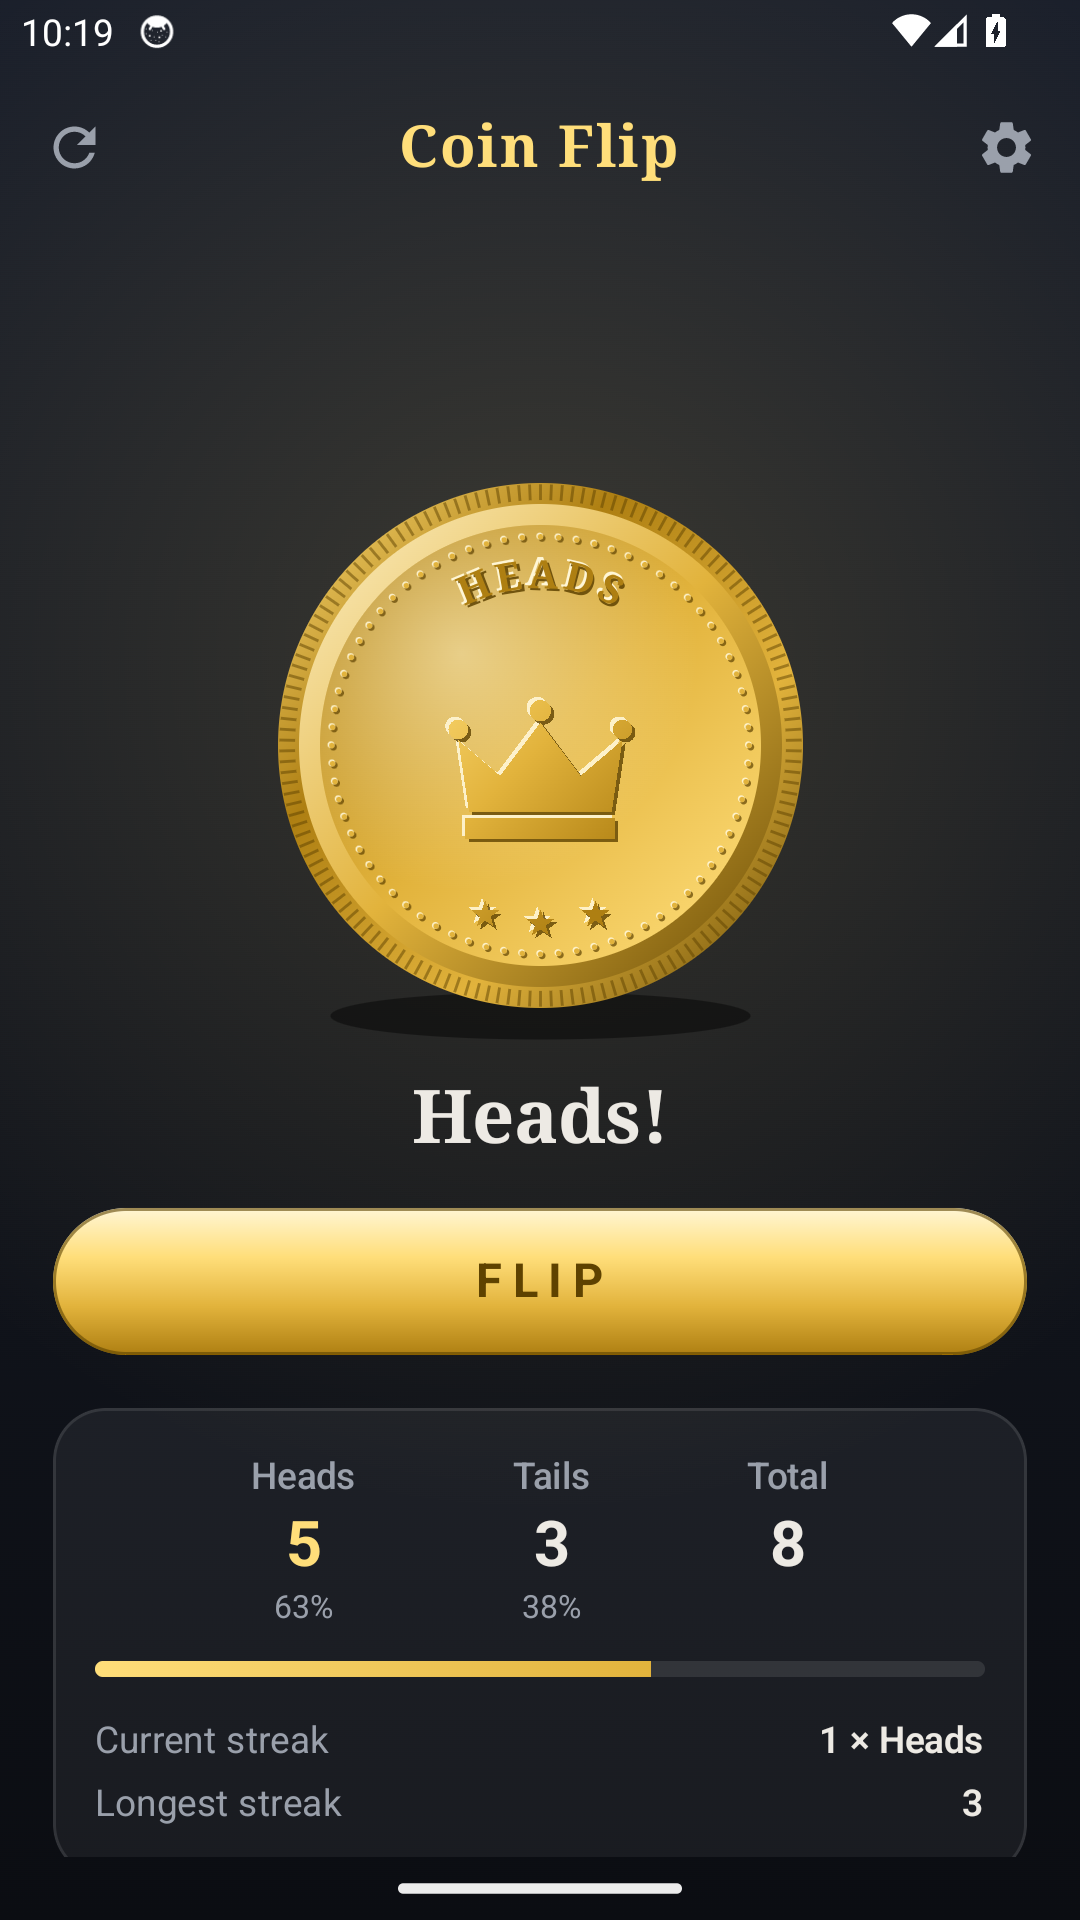 10:19
Coin Flip
HEADS
Heads!
FLIP
Heads Tails Total
5 3 8
63% 38%
Current streak 1 × Heads
Longest streak 3